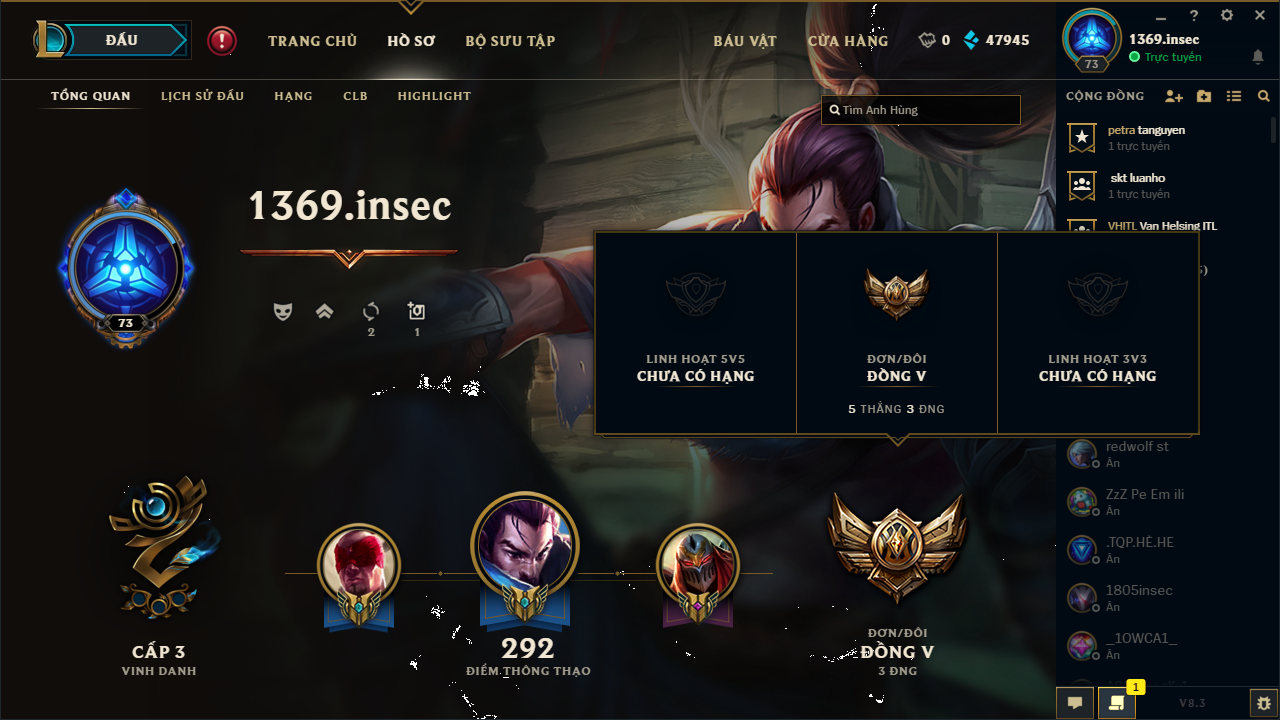 ĐẤU
TRANG CHỦ
HỒ SƠ
BỘ SƯU TẬP
BÁU VẬT
CỬA HÀNG
0
47945
1369.insec
Trực tuyến
73
TỔNG QUAN
LỊCH SỬ ĐẤU
HẠNG
CLB
HIGHLIGHT
Tìm Anh Hùng
CỘNG ĐỒNG
petra tanguyen
1 trực tuyến
skt luanho
1 trực tuyến
VHITL Van Helsing ITL
1369.insec
73
2
1
LINH HOẠT 5V5
CHƯA CÓ HẠNG
ĐƠN/ĐÔI
ĐỒNG V
5 THẮNG 3 ĐNG
LINH HOẠT 3V3
CHƯA CÓ HẠNG
redwolf st
Ẩn
ZzZ Pe Em ili
Ẩn
.TQP.HÊ.HE
Ẩn
1805insec
Ẩn
_1OWCA1_
Ẩn
CẤP 3
VINH DANH
292
ĐIỂM THÔNG THẠO
ĐƠN/ĐÔI
ĐỒNG V
3 ĐNG
1
V8.3